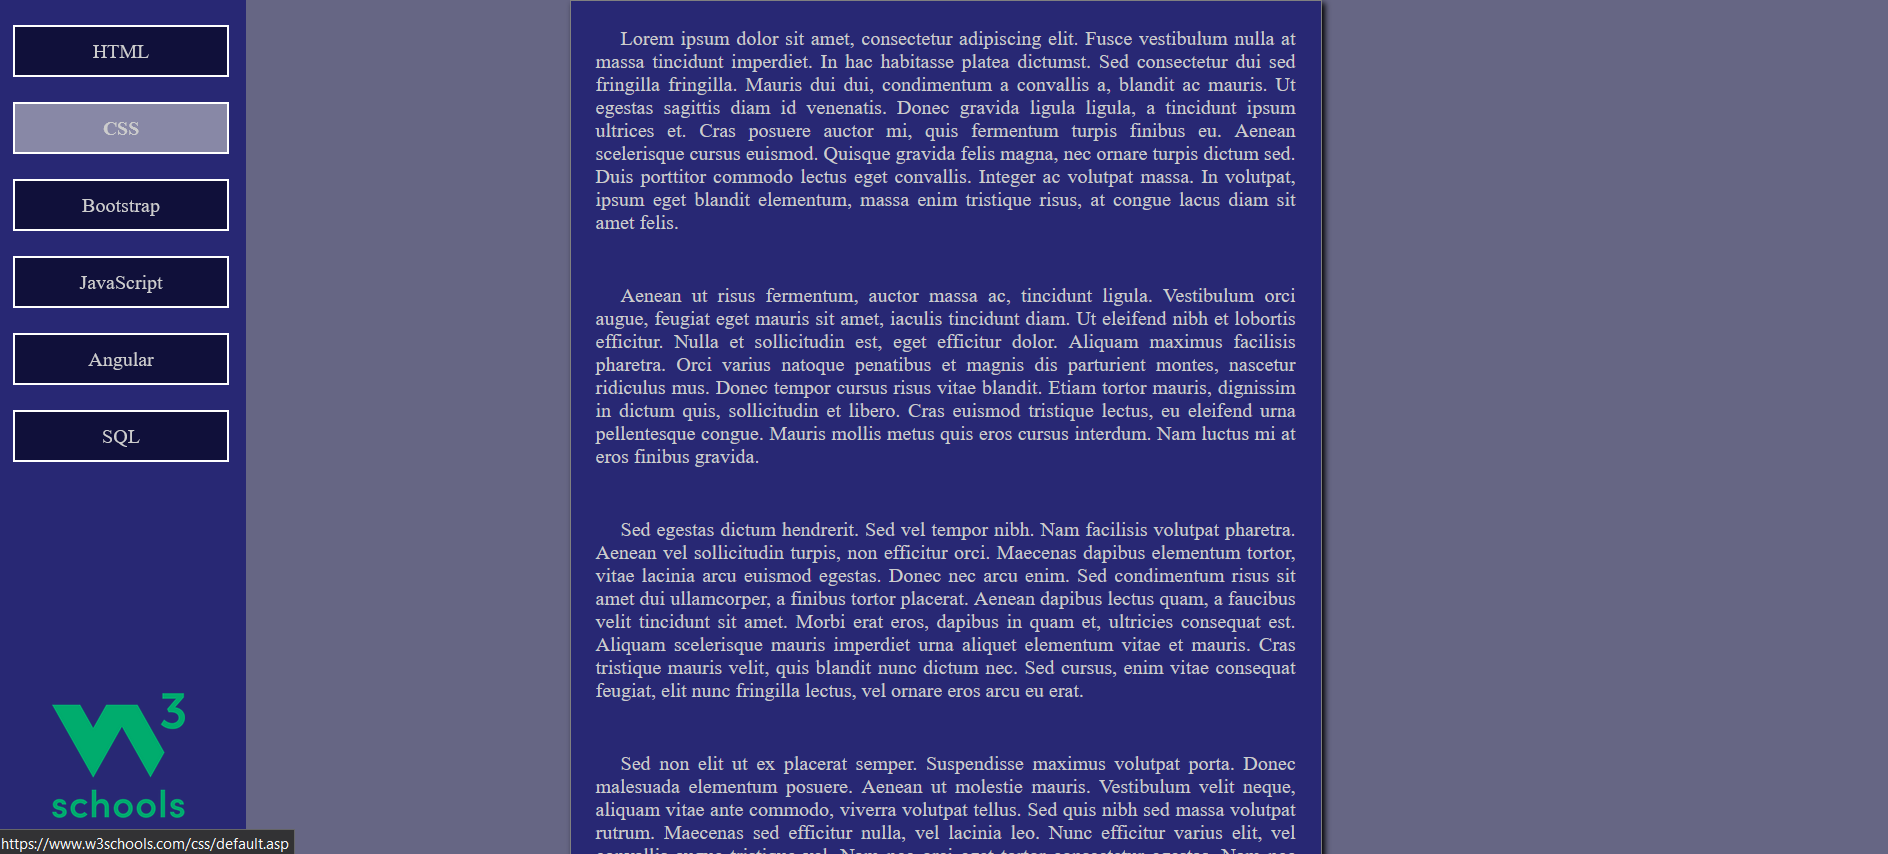 HTML
CSS
Bootstrap
JavaScript
Angular
SQL
W3
schools
https://www.w3schools.com/css/default.asp
Lorem ipsum dolor sit amet, consectetur adipiscing elit. Fusce vestibulum nulla at
massa tincidunt imperdiet. In hac habitasse platea dictumst. Sed consectetur dui sed
fringilla fringilla. Mauris dui dui, condimentum a convallis a, blandit ac mauris. Ut
egestas sagittis diam id venenatis. Donec gravida ligula ligula, a tincidunt ipsum
ultrices et. Cras posuere auctor mi, quis fermentum turpis finibus eu. Aenean
scelerisque cursus euismod. Quisque gravida felis magna, nec ornare turpis dictum sed.
Duis porttitor commodo lectus eget convallis. Integer ac volutpat massa. In volutpat,
ipsum eget blandit elementum, massa enim tristique risus, at congue lacus diam sit
amet felis.
Aenean ut risus fermentum, auctor massa ac, tincidunt ligula. Vestibulum orci
augue, feugiat eget mauris sit amet, iaculis tincidunt diam. Ut eleifend nibh et lobortis
efficitur. Nulla et sollicitudin est, eget efficitur dolor. Aliquam maximus facilisis
pharetra. Orci varius natoque penatibus et magnis dis parturient montes, nascetur
ridiculus mus. Donec tempor cursus risus vitae blandit. Etiam tortor mauris, dignissim
in dictum quis, sollicitudin et libero. Cras euismod tristique lectus, eu eleifend urna
pellentesque congue. Mauris mollis metus quis eros cursus interdum. Nam luctus mi at
eros finibus gravida.
Sed egestas dictum hendrerit. Sed vel tempor nibh. Nam facilisis volutpat pharetra.
Aenean vel sollicitudin turpis, non efficitur orci. Maecenas dapibus elementum tortor,
vitae lacinia arcu euismod egestas. Donec nec arcu enim. Sed condimentum risus sit
amet dui ullamcorper, a finibus tortor placerat. Aenean dapibus lectus quam, a faucibus
velit tincidunt sit amet. Morbi erat eros, dapibus in quam et, ultricies consequat est.
Aliquam scelerisque mauris imperdiet urna aliquet elementum vitae et mauris. Cras
tristique mauris velit, quis blandit nunc dictum nec. Sed cursus, enim vitae consequat
feugiat, elit nunc fringilla lectus, vel ornare eros arcu eu erat.
Sed non elit ut ex placerat semper. Suspendisse maximus volutpat porta. Donec
malesuada elementum posuere. Aenean ut molestie mauris. Vestibulum velit neque,
aliquam vitae ante commodo, viverra volutpat tellus. Sed quis nibh sed massa volutpat
rutrum. Maecenas sed efficitur nulla, vel lacinia leo. Nunc efficitur varius elit, vel